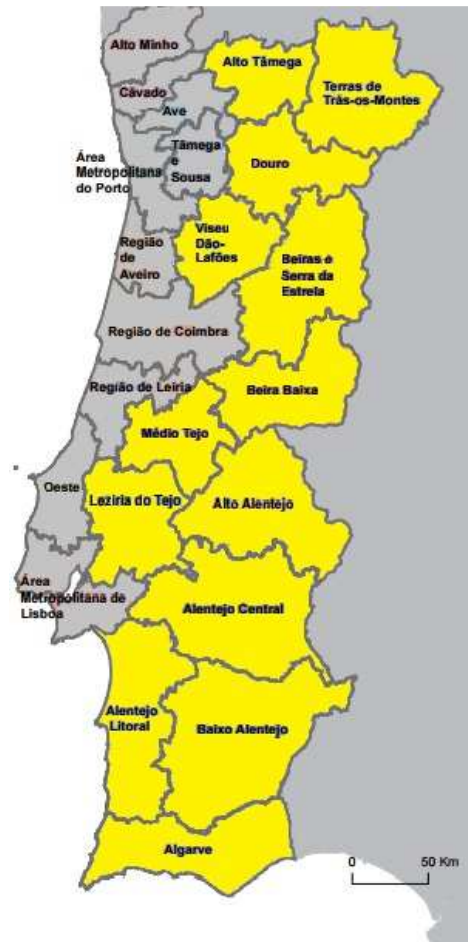 Alto Minho
Alto Tâmega
Terras de
Trás-os-Montes
Cávado
Ave
Tâmega
e
Sousa
Área
Metropolitana
do Porto
Douro
Viseu
Dão-
Lafões
Região
de
Aveiro
Beiras e
Serra da
Estrela
Região de Coimbra
Região de Leiria
Beira Baixa
Médio Tejo
Oeste
Lezíria do Tejo
Alto Alentejo
Área
Metropolitana de
Lisboa
Alentejo Central
Alentejo
Litoral
Baixo Alentejo
Algarve
0 50 Km